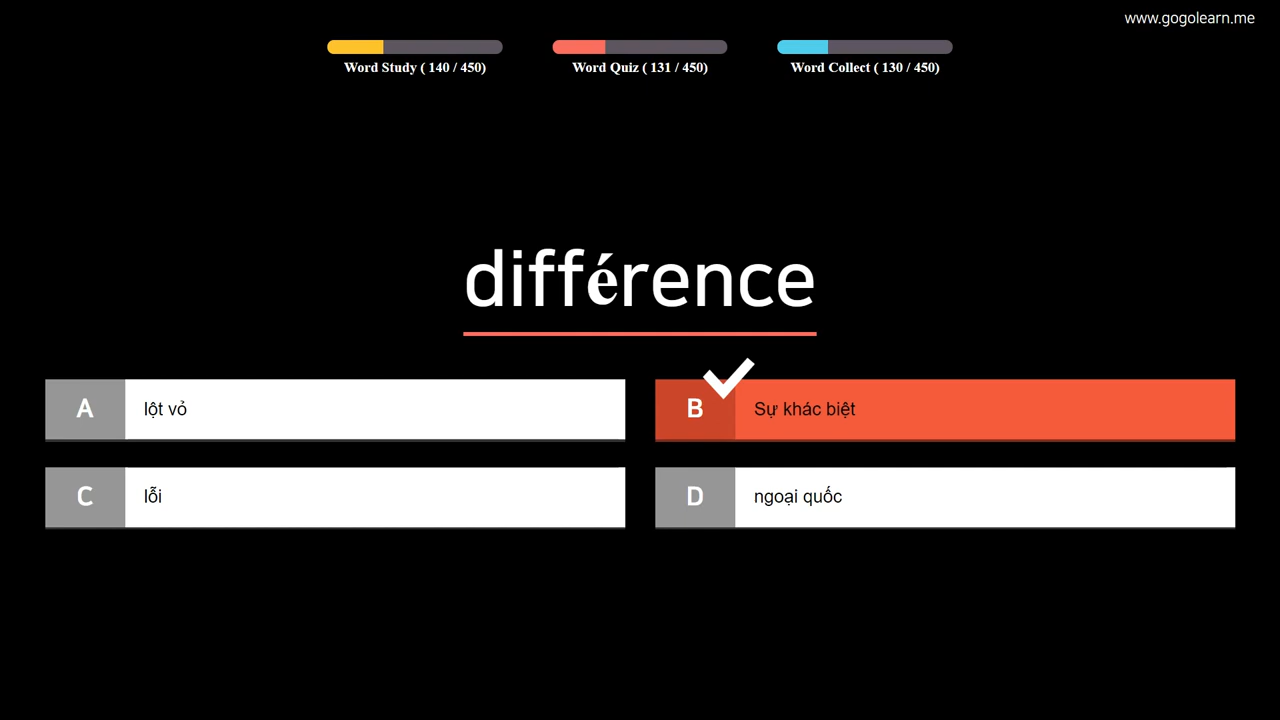 www.gogolearn.me
Word Study ( 140 / 450)
Word Quiz ( 131 / 450)
Word Collect ( 130 / 450)
différence
A lột vỏ
B Sự khác biệt
C lỗi
D ngoại quốc